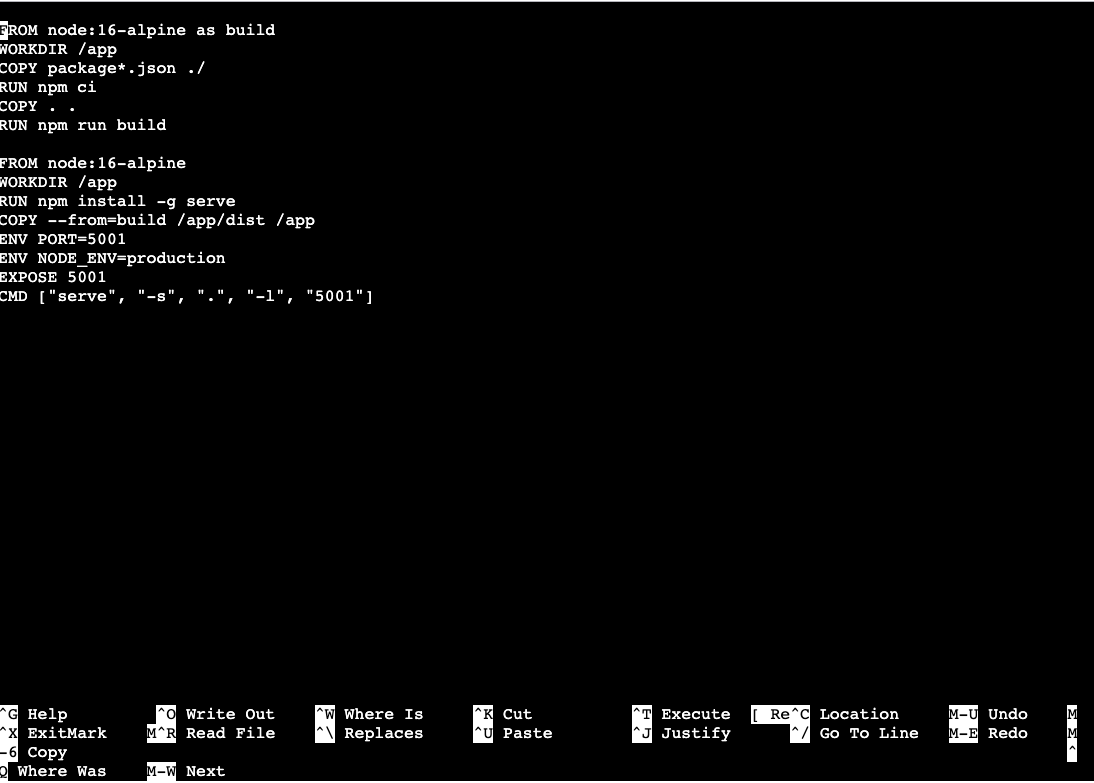 FROM node:16-alpine as build
WORKDIR /app
COPY package*.json ./
RUN npm ci
COPY . .
RUN npm run build
FROM node:16-alpine
WORKDIR /app
RUN npm install -g serve
COPY --from=build /app/dist /app
ENV PORT=5001
ENV NODE_ENV=production
EXPOSE 5001
CMD ["serve", "-s", ".", "-l", "5001"]
^G Help ^O Write Out ^W Where Is ^K Cut ^T Execute [ Re^C Location M-U Undo M
^X ExitMark M^R Read File ^\ Replaces ^U Paste ^J Justify ^/ Go To Line M-E Redo M
-6 Copy ^
Q Where Was M-W Next